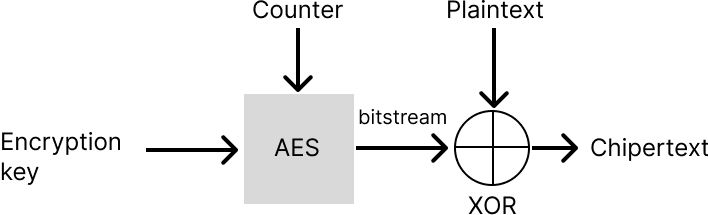 Counter
Plaintext
bitstream
Encryption
key
AES
Chipertext
XOR